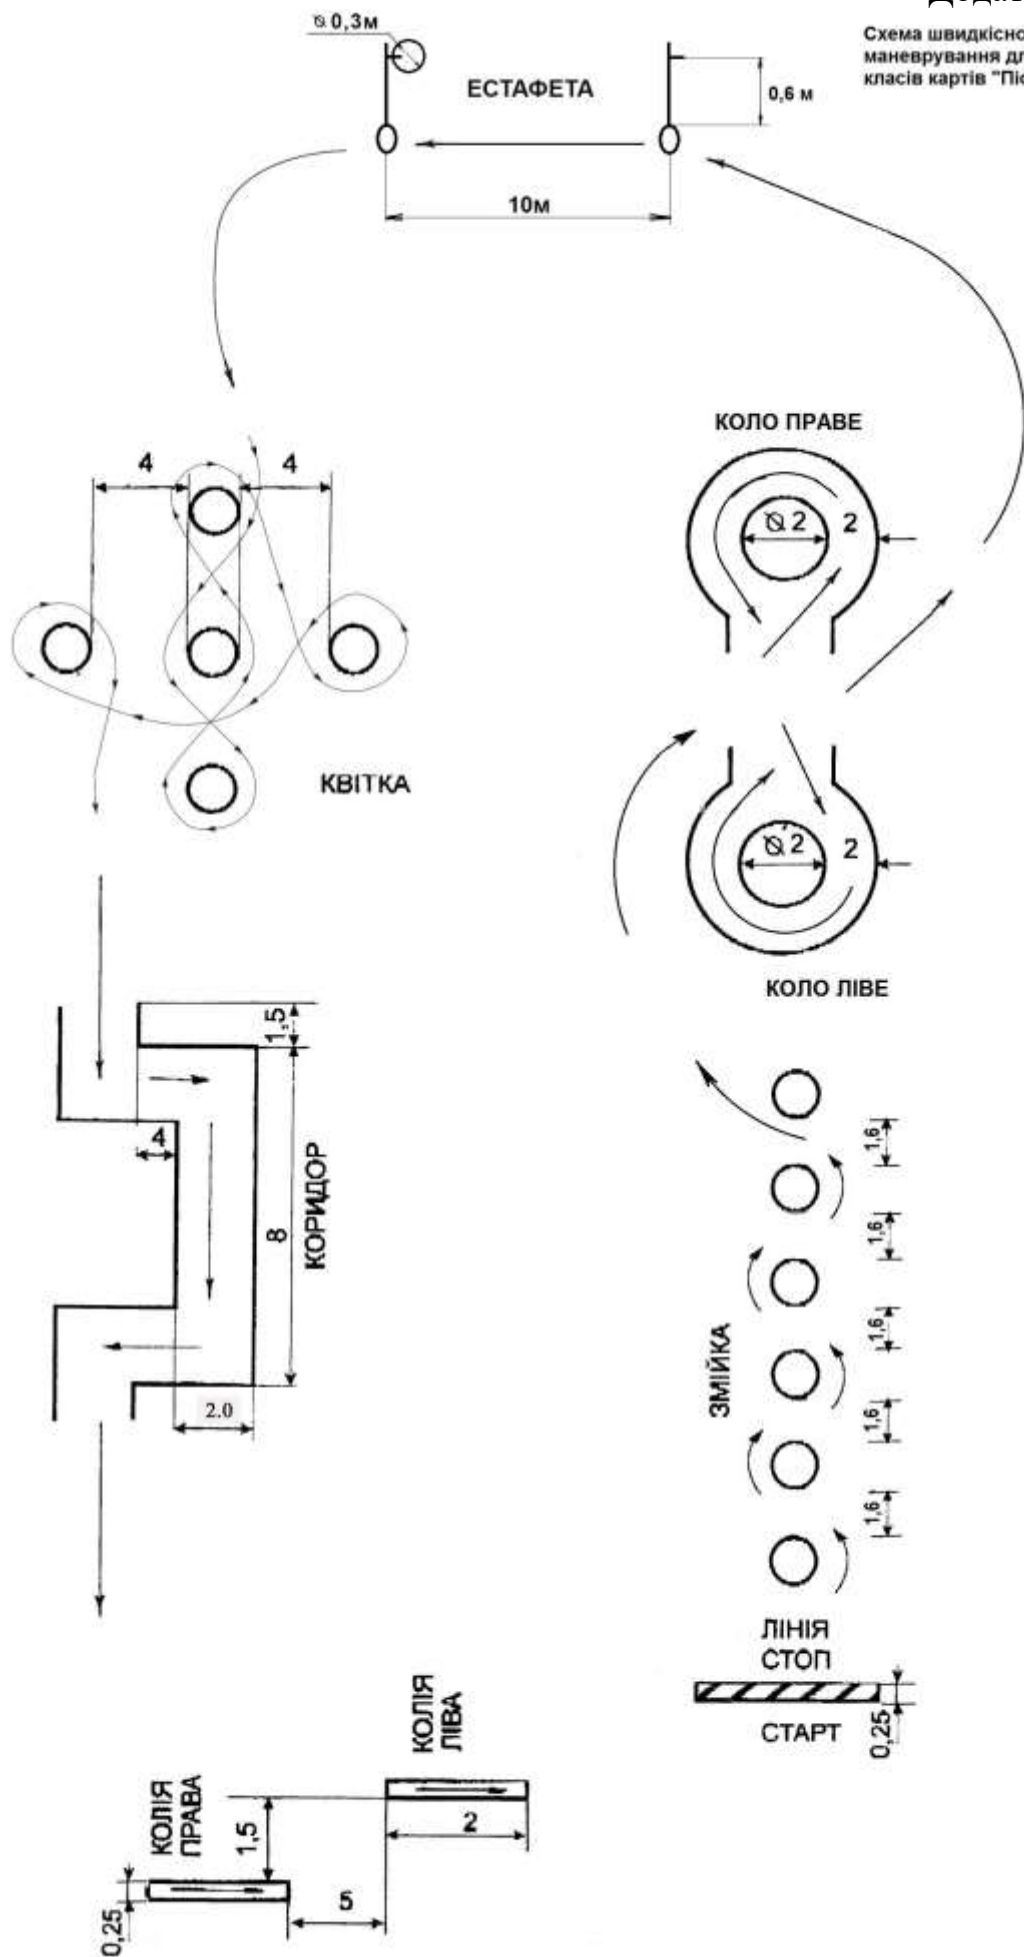 Схема швидкісно
маневрування дл
класів картів "Піо
⌀ 0,3м
ЕСТАФЕТА
0,6 м
10м
КОЛО ПРАВЕ
4
4
⌀ 2
2
КВІТКА
⌀ 2
2
КОЛО ЛІВЕ
1,5
4
8
КОРИДОР
2.0
1,6
1,6
1,6
1,6
1,6
ЗМІЙКА
ЛІНІЯ
СТОП
СТАРТ
0,25
КОЛІЯ
ЛІВА
2
КОЛІЯ
ПРАВА
1,5
5
0,25